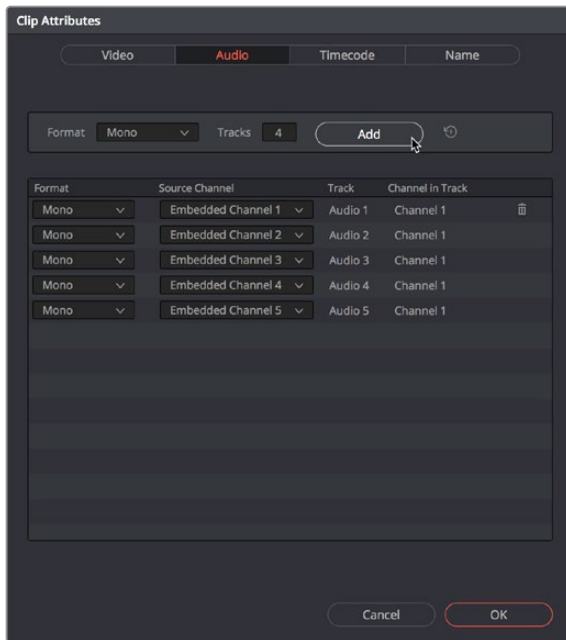 Clip Attributes
Video Audio Timecode Name
Format Mono Tracks 4 Add
Format Source Channel Track Channel in Track
Mono Embedded Channel 1 Audio 1 Channel 1
Mono Embedded Channel 2 Audio 2 Channel 1
Mono Embedded Channel 3 Audio 3 Channel 1
Mono Embedded Channel 4 Audio 4 Channel 1
Mono Embedded Channel 5 Audio 5 Channel 1
Cancel OK